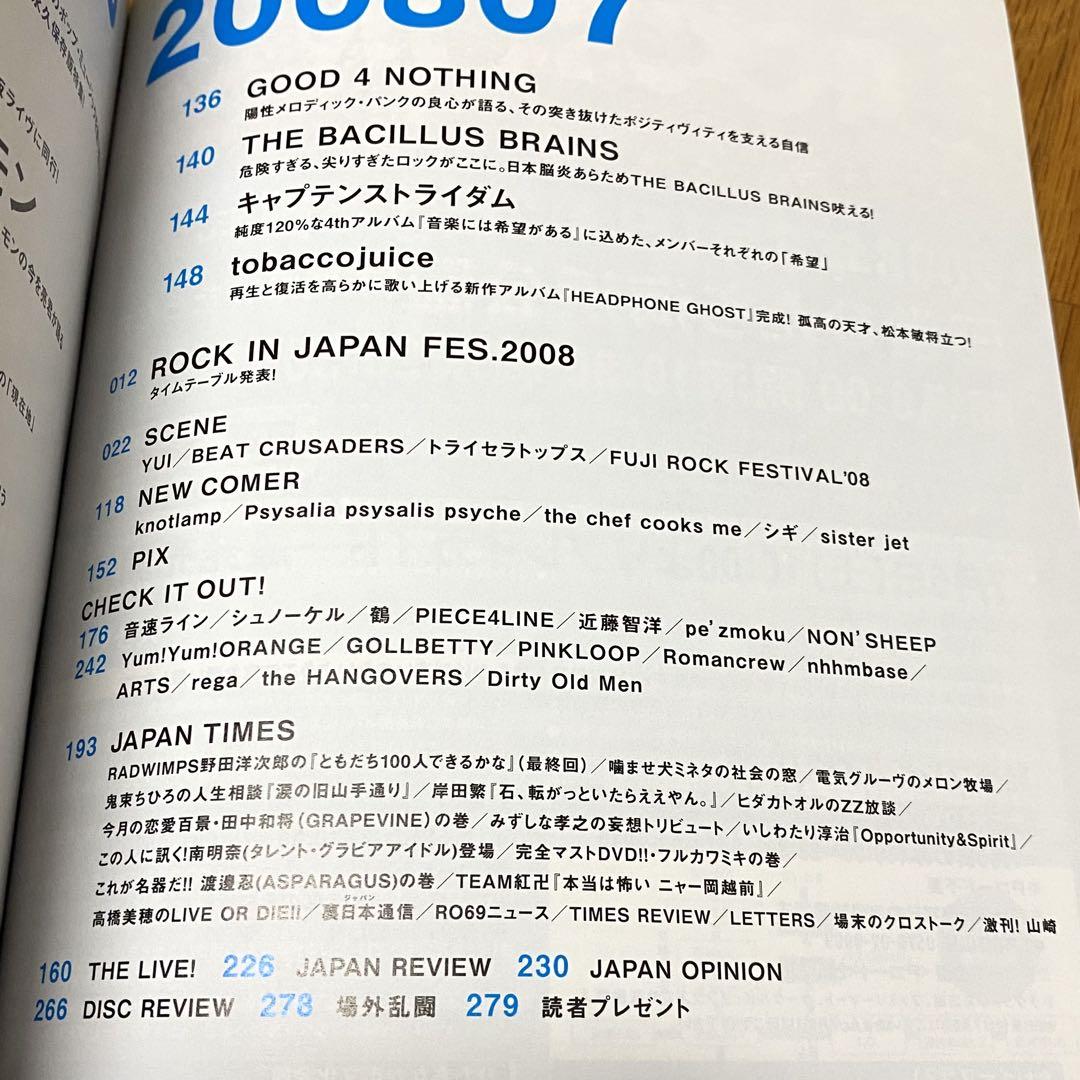 200807
136 GOOD 4 NOTHING
陽性メロディック・パンクの良心が語る、その突き抜けたポジティヴィティを支える自信
140 THE BACILLUS BRAINS
危険すぎる、尖りすぎたロックがここに。日本脳炎あらためTHE BACILLUS BRAINS吠える!
144 キャプテンストライダム
純度120%な4thアルバム『音楽には希望がある』に込めた、メンバーそれぞれの「希望」
148 tobaccojuice
再生と復活を高らかに歌い上げる新作アルバム『HEADPHONE GHOST』完成! 孤高の天才、松本敏将立つ!
012 ROCK IN JAPAN FES.2008
タイムテーブル発表!
022 SCENE
YUI/BEAT CRUSADERS/トライセラトップス/FUJI ROCK FESTIVAL'08
118 NEW COMER
knotlamp/Psysalia psysalis psyche/the chef cooks me/シギ/sister jet
152 PIX
CHECK IT OUT!
176 音速ライン/シュノーケル/鶴/PIECE4LINE/近藤智洋/pe'zmoku/NON'SHEEP
242 Yum!Yum!ORANGE/GOLLBETTY/PINKLOOP/Romancrew/nhhmbase/
ARTS/rega/the HANGOVERS/Dirty Old Men
193 JAPAN TIMES
RADWIMPS野田洋次郎の『ともだち100人できるかな』(最終回)/噛ませ犬ミネタの社会の窓/電気グルーヴのメロン牧場/
鬼束ちひろの人生相談『涙の旧山手通り』/岸田繁『石、転がっといたらええやん。』/ヒダカトオルのZZ放談/
今月の恋愛百景・田中和将(GRAPEVINE)の巻/みずしな孝之の妄想トリビュート/いしわたり淳治『Opportunity&Spirit』/
この人に訊く!南明奈(タレント・グラビアアイドル)登場/完全マストDVD!!・フルカワミキの巻/
これが名器だ!! 渡邊忍(ASPARAGUS)の巻/TEAM紅卍『本当は怖い ニャー岡越前』/
高橋美穂のLIVE OR DIE!!/裏日本通信/RO69ニュース/TIMES REVIEW/LETTERS/場末のクロストーク/激刊! 山崎
ジャパン
160 THE LIVE! 226 JAPAN REVIEW 230 JAPAN OPINION
266 DISC REVIEW 278 場外乱闘 279 読者プレゼント
ライヴに同行!
モンの今を
の「現在地」